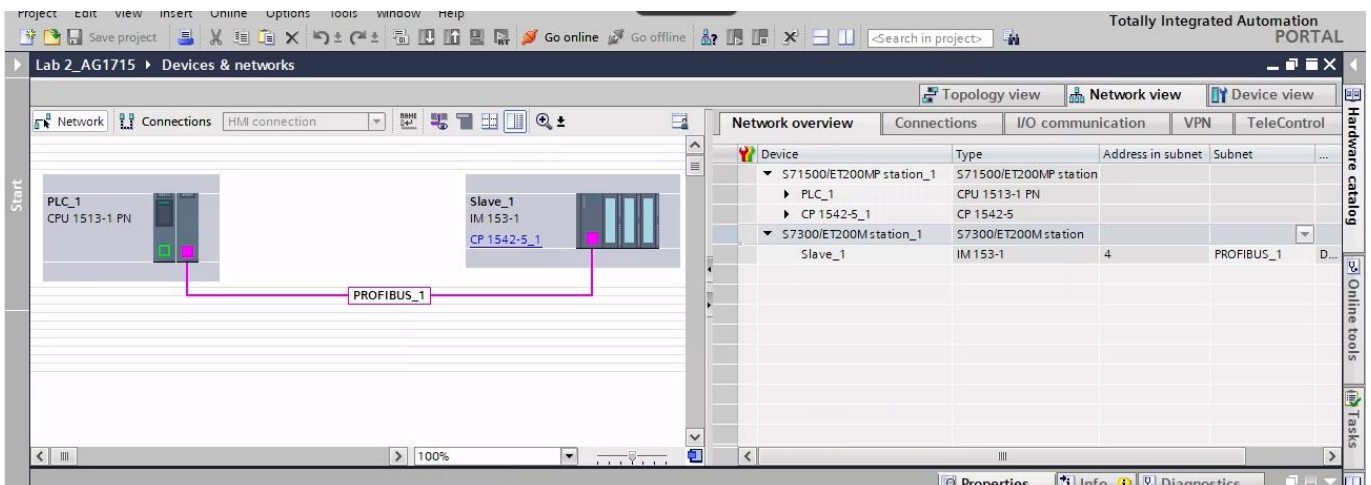 Project Edit View Insert Online Options Tools Window Help
Totally Integrated Automation
PORTAL
Save project Go online Go offline <Search in project>
Lab 2_AG1715 Devices & networks
Topology view Network view Device view
Network Connections HMI connection
Network overview Connections I/O communication VPN TeleControl
Device Type Address in subnet Subnet ...
S71500/ET200MP station_1 S71500/ET200MP station
PLC_1 CPU 1513-1 PN
CP 1542-5_1 CP 1542-5
S7300/ET200M station_1 S7300/ET200M station
Slave_1 IM 153-1 4 PROFIBUS_1 D...
PLC_1
CPU 1513-1 PN
Slave_1
IM 153-1
CP 1542-5_1
PROFIBUS_1
100%
Properties Info Diagnostics
Start
Hardware catalog
Online tools
Tasks